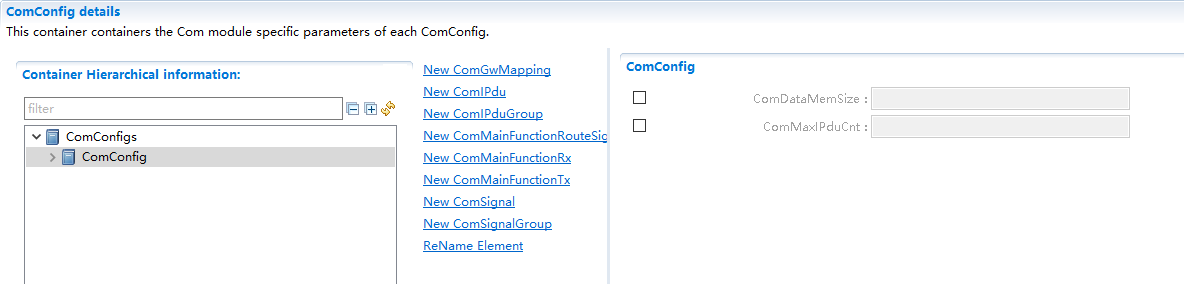 ComConfig details
This container containers the Com module specific parameters of each ComConfig.
Container Hierarchical information:
filter
ComConfigs
ComConfig
New ComGwMapping
New ComIPdu
New ComIPduGroup
New ComMainFunctionRouteSig
New ComMainFunctionRx
New ComMainFunctionTx
New ComSignal
New ComSignalGroup
ReName Element
ComConfig
ComDataMemSize :
ComMaxIPduCnt :